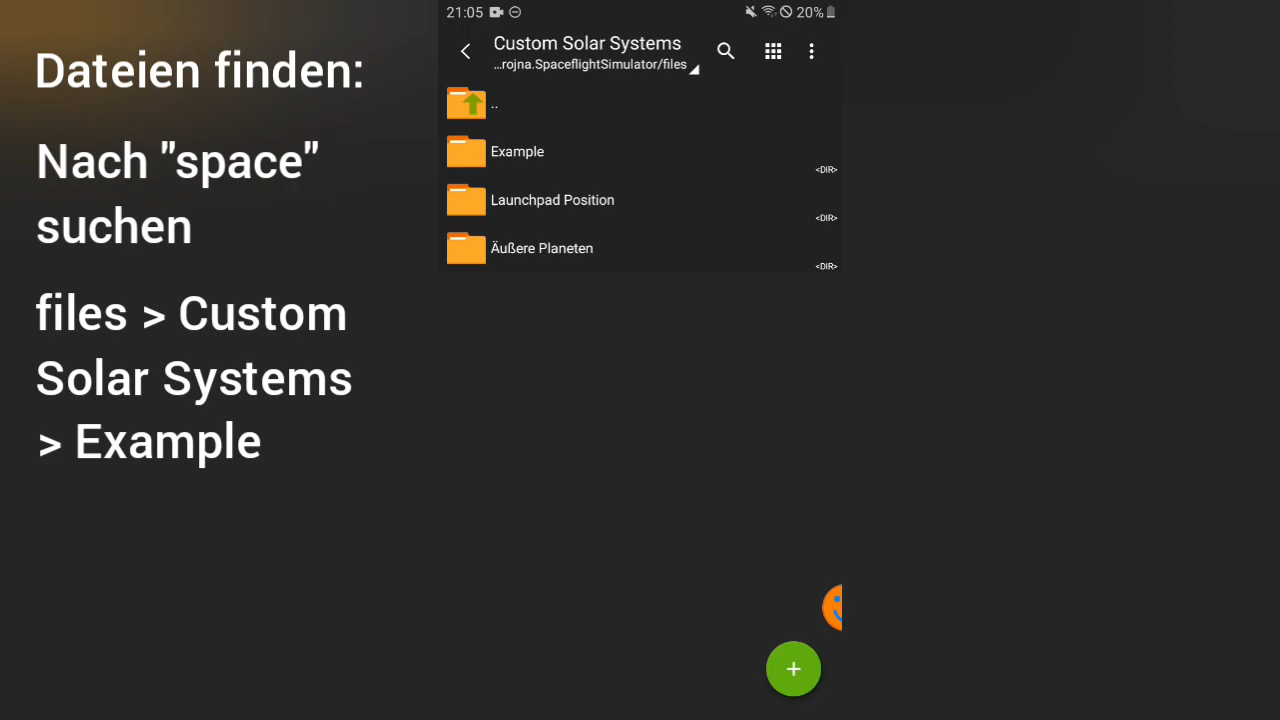 Dateien finden:
Nach "space"
suchen
files > Custom
Solar Systems
> Example
21:05
20%
Custom Solar Systems
...rojna.SpaceflightSimulator/files
..
Example
<DIR>
Launchpad Position
<DIR>
Äußere Planeten
<DIR>